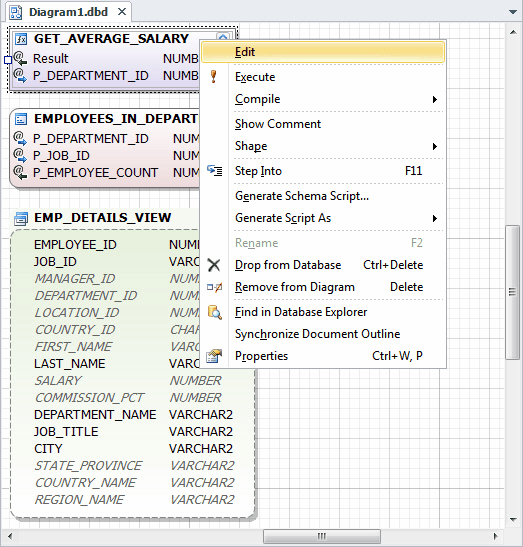 Diagram1.dbd
GET_AVERAGE_SALARY
Result NUMB
P_DEPARTMENT_ID NUMB
EMPLOYEES_IN_DEPART
P_DEPARTMENT_ID NUM
P_JOB_ID NUM
P_EMPLOYEE_COUNT NUM
EMP_DETAILS_VIEW
EMPLOYEE_ID NUM
JOB_ID VARC
MANAGER_ID NUM
DEPARTMENT_ID NUM
LOCATION_ID NUM
COUNTRY_ID CHA
FIRST_NAME VARC
LAST_NAME VARC
SALARY NUMBER
COMMISSION_PCT NUMBER
DEPARTMENT_NAME VARCHAR2
JOB_TITLE VARCHAR2
CITY VARCHAR2
STATE_PROVINCE VARCHAR2
COUNTRY_NAME VARCHAR2
REGION_NAME VARCHAR2
Edit
Execute
Compile
Show Comment
Shape
Step Into F11
Generate Schema Script...
Generate Script As
Rename F2
Drop from Database Ctrl+Delete
Remove from Diagram Delete
Find in Database Explorer
Synchronize Document Outline
Properties Ctrl+W, P